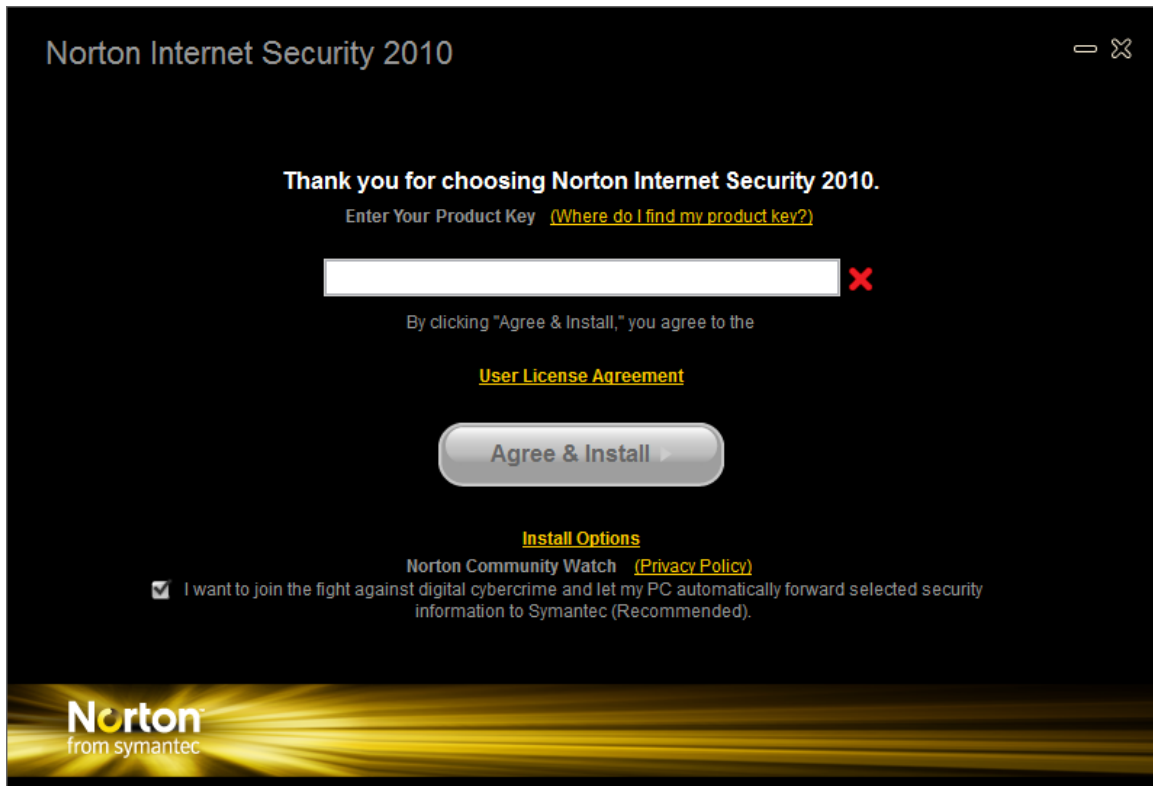 Norton Internet Security 2010
Thank you for choosing Norton Internet Security 2010.
Enter Your Product Key (Where do I find my product key?)
By clicking "Agree & Install," you agree to the
User License Agreement
Agree & Install
Install Options
Norton Community Watch (Privacy Policy)
I want to join the fight against digital cybercrime and let my PC automatically forward selected security
information to Symantec (Recommended).
Norton
from symantec